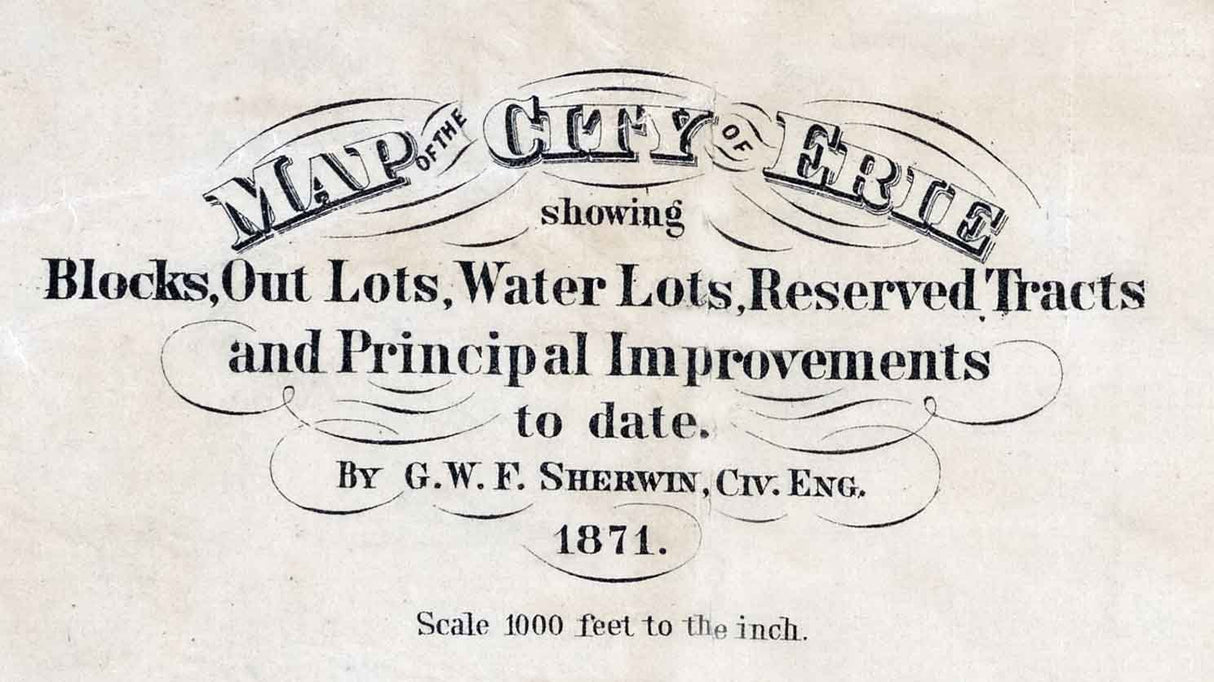 MAP OF THE CITY OF ERIE
showing
Blocks, Out Lots, Water Lots, Reserved Tracts
and Principal Improvements
to date.
BY G. W. F. SHERWIN, CIV. ENG.
1871.
Scale 1000 feet to the inch.